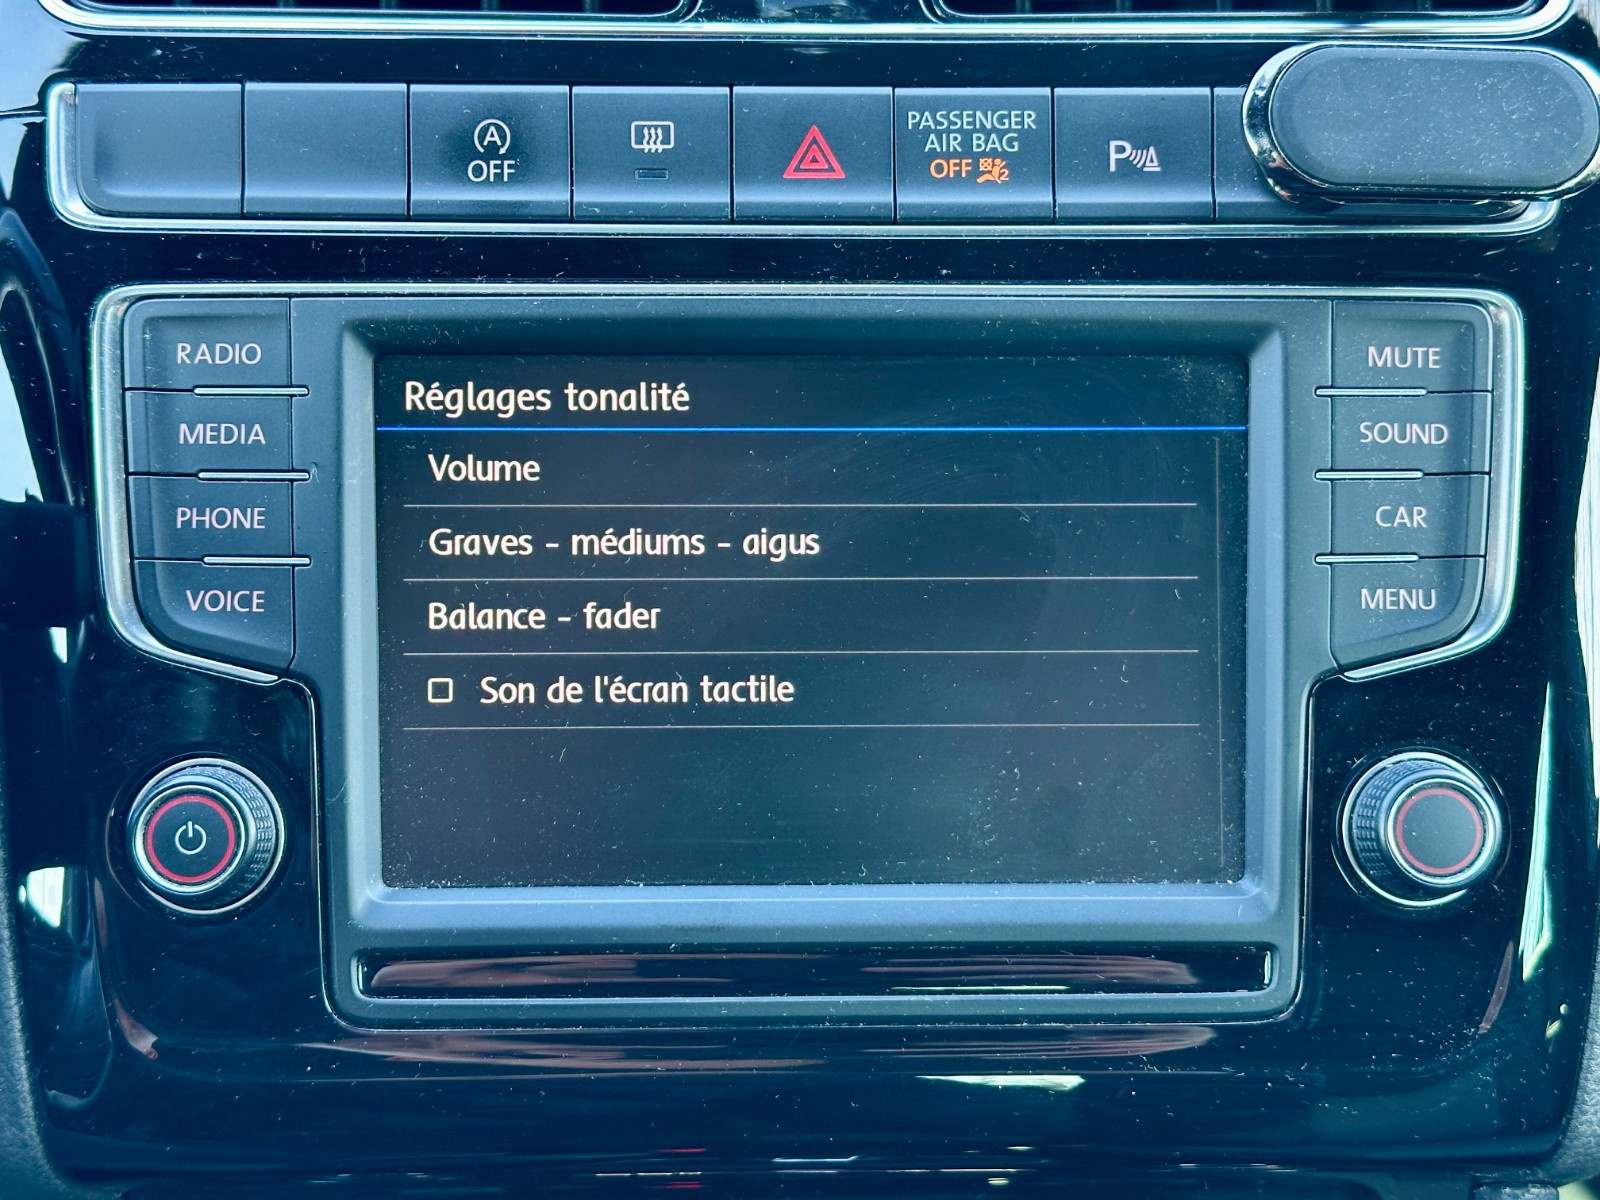 A
OFF
PASSENGER
AIR BAG
OFF 2
P
RADIO
MEDIA
PHONE
VOICE
Réglages tonalité
Volume
Graves - médiums - aigus
Balance - fader
Son de l'écran tactile
MUTE
SOUND
CAR
MENU